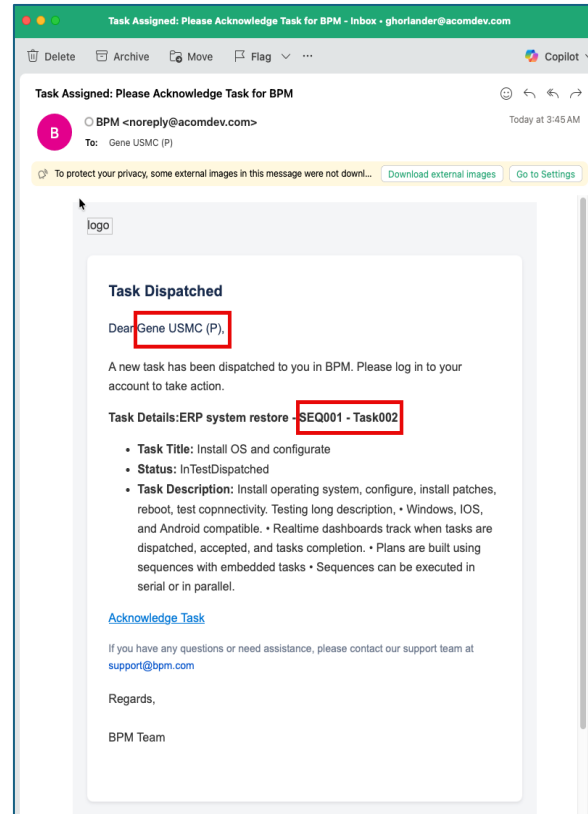 Task Assigned: Please Acknowledge Task for BPM - Inbox • ghorlander@acomdev.com
Delete Archive Move Flag ··· Copilot
Task Assigned: Please Acknowledge Task for BPM
B
BPM <noreply@acomdev.com>
Today at 3:45 AM
To: Gene USMC (P)
To protect your privacy, some external images in this message were not downl... Download external images Go to Settings
logo
Task Dispatched
Dear Gene USMC (P),
A new task has been dispatched to you in BPM. Please log in to your
account to take action.
Task Details:ERP system restore - SEQ001 - Task002
• Task Title: Install OS and configurate
• Status: InTestDispatched
• Task Description: Install operating system, configure, install patches,
reboot, test copnnectivity. Testing long description, • Windows, IOS,
and Android compatible. • Realtime dashboards track when tasks are
dispatched, accepted, and tasks completion. • Plans are built using
sequences with embedded tasks • Sequences can be executed in
serial or in parallel.
Acknowledge Task
If you have any questions or need assistance, please contact our support team at
support@bpm.com
Regards,
BPM Team